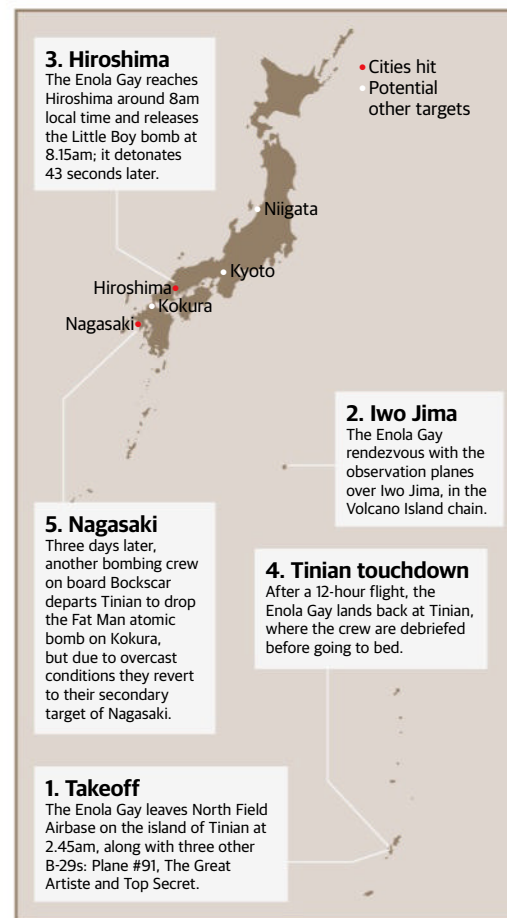 3. Hiroshima
The Enola Gay reaches
Hiroshima around 8am
local time and releases
the Little Boy bomb at
8.15am; it detonates
43 seconds later.
Cities hit
Potential
other targets
Niigata
Kyoto
Hiroshima
Kokura
Nagasaki
2. Iwo Jima
The Enola Gay
rendezvous with the
observation planes
over Iwo Jima, in the
Volcano Island chain.
5. Nagasaki
Three days later,
another bombing crew
on board Bockscar
departs Tinian to drop
the Fat Man atomic
bomb on Kokura,
but due to overcast
conditions they revert
to their secondary
target of Nagasaki.
4. Tinian touchdown
After a 12-hour flight, the
Enola Gay lands back at Tinian,
where the crew are debriefed
before going to bed.
1. Takeoff
The Enola Gay leaves North Field
Airbase on the island of Tinian at
2.45am, along with three other
B-29s: Plane #91, The Great
Artiste and Top Secret.